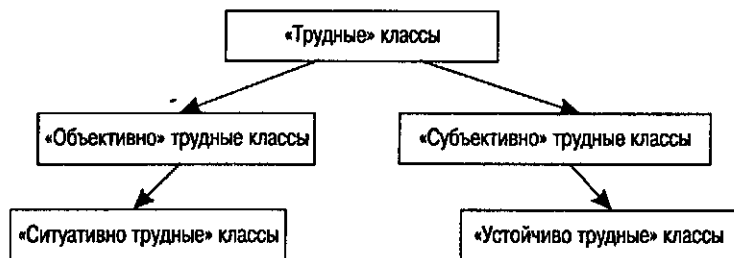 «Трудные» классы
«Объективно» трудные классы
«Субъективно» трудные классы
«Ситуативно трудные» классы
«Устойчиво трудные» классы